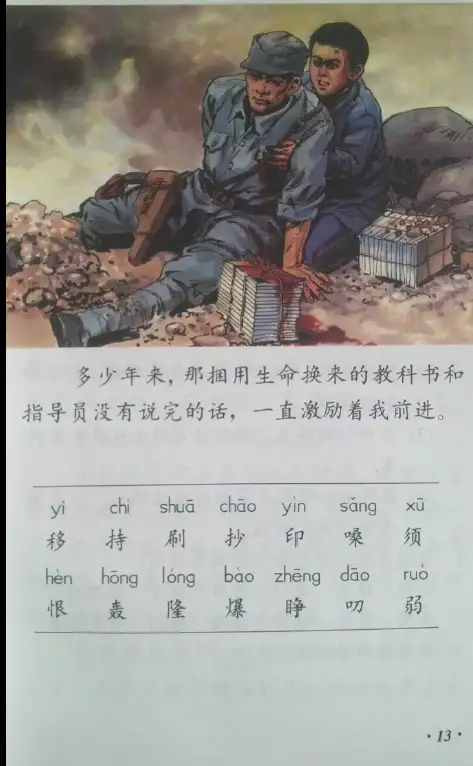 多少年来，那捆用生命换来的教科书和
指导员没有说完的话，一直激励着我前进。
yí chí shuā chāo yìn sǎng xū
移 持 刷 抄 印 嗓 须
hèn hōng lóng bào zhēng dāo ruò
恨 轰 隆 爆 睁 叨 弱
·13·